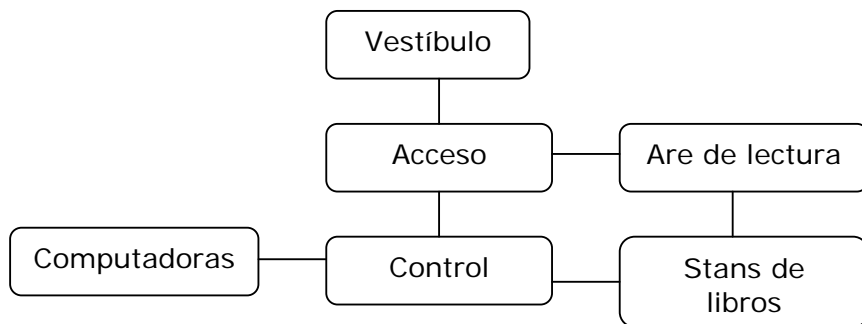 Vestíbulo
Acceso
Are de lectura
Computadoras
Control
Stans de
libros